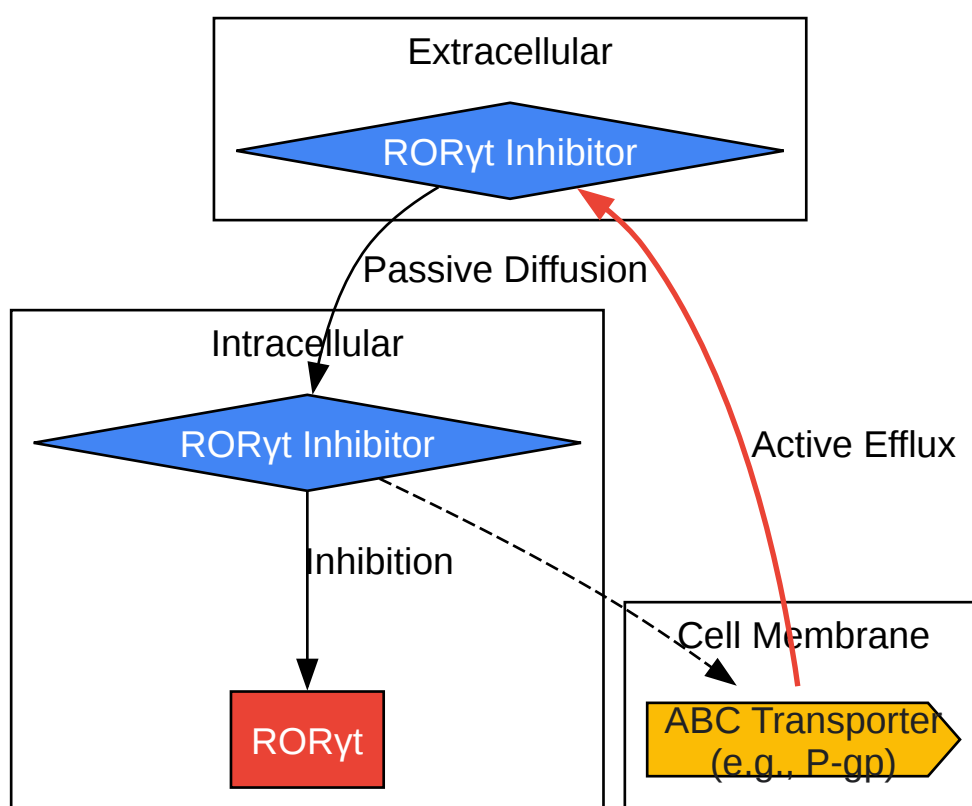 Extracellular
RORγt Inhibitor
Passive Diffusion
Intracellular
RORγt Inhibitor
Active Efflux
Inhibition
Cell Membrane
RORγt
ABC Transporter
(e.g., P-gp)